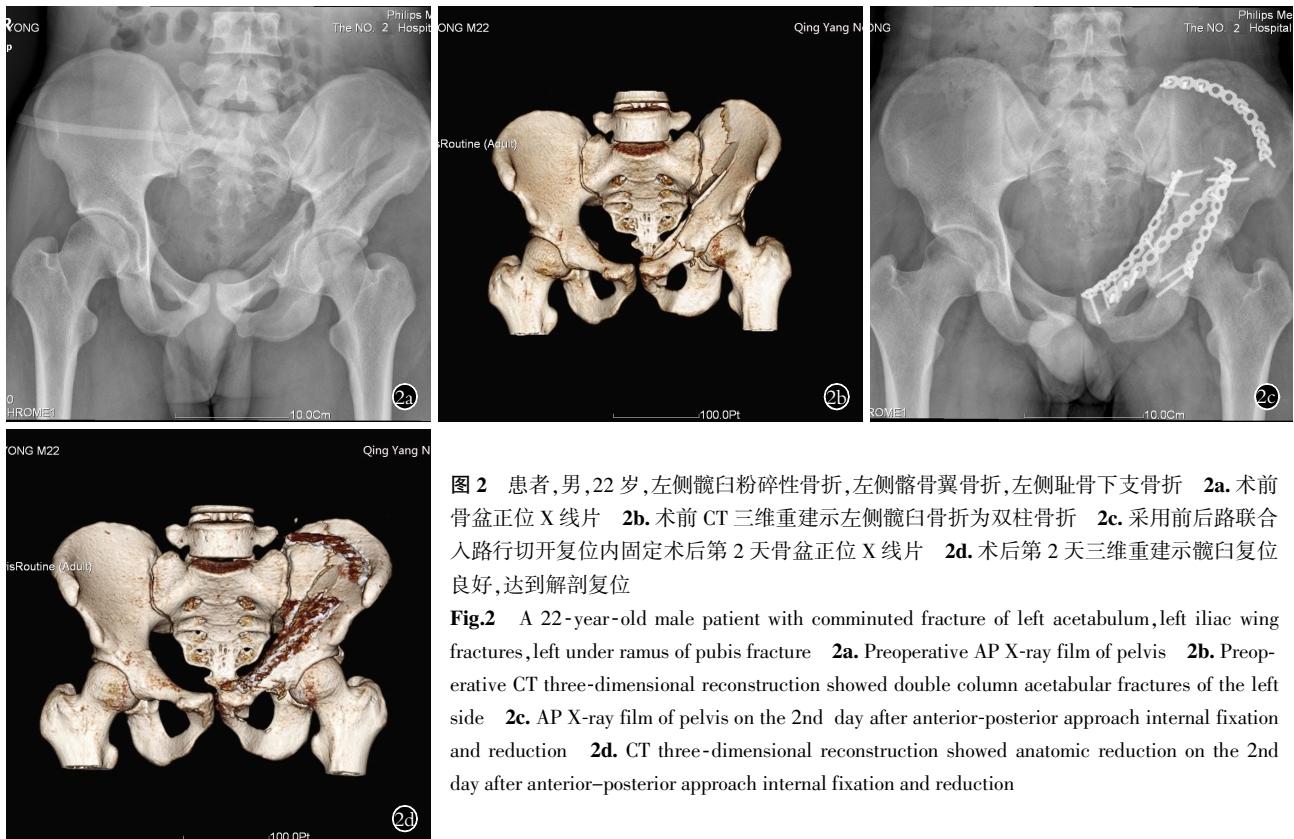 YONG
p
Philips M
The NO. 2 Hospit
0
HROME1
10.0Cm
2a
ONG M22
Qing Yang N
sRoutine (Adult)
100.0Pt
2b
ONG
Philips Me
The NO. 2 Hospital
ROME1
10.0Cm
2c
ONG M22
Qing Yang N
isRoutine (Adult)
100.0Pt
2d
图 2 患者,男,22 岁,左侧髋臼粉碎性骨折,左侧髂骨翼骨折,左侧耻骨下支骨折 2a. 术前
骨盆正位 X 线片 2b. 术前 CT 三维重建示左侧髋臼骨折为双柱骨折 2c. 采用前后路联合
入路行切开复位内固定术后第 2 天骨盆正位 X 线片 2d. 术后第 2 天三维重建示髋臼复位
良好,达到解剖复位
Fig.2 A 22-year-old male patient with comminuted fracture of left acetabulum,left iliac wing
fractures,left under ramus of pubis fracture 2a. Preoperative AP X-ray film of pelvis 2b. Preop-
erative CT three-dimensional reconstruction showed double column acetabular fractures of the left
side 2c. AP X-ray film of pelvis on the 2nd day after anterior-posterior approach internal fixation
and reduction 2d. CT three-dimensional reconstruction showed anatomic reduction on the 2nd
day after anterior–posterior approach internal fixation and reduction